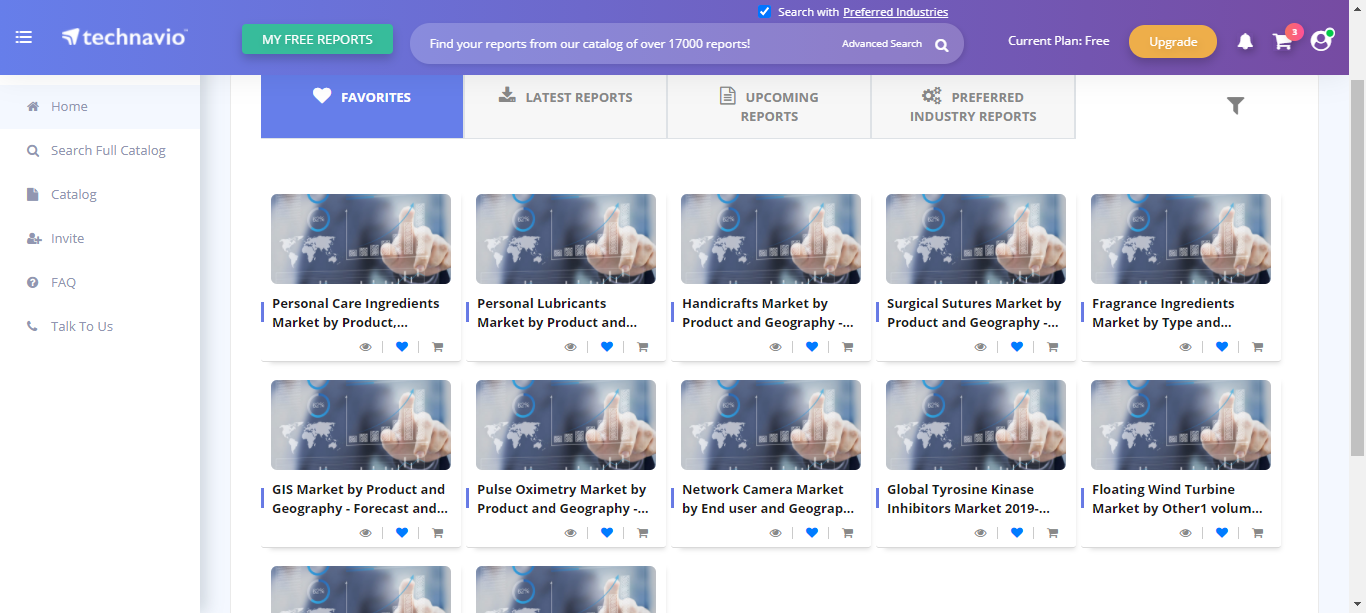 Search with Preferred Industries
technavio
MY FREE REPORTS
Find your reports from our catalog of over 17000 reports!
Advanced Search
Current Plan: Free
Upgrade
3
Home
Search Full Catalog
Catalog
Invite
FAQ
Talk To Us
FAVORITES
LATEST REPORTS
UPCOMING
REPORTS
PREFERRED
INDUSTRY REPORTS
Personal Care Ingredients
Market by Product,...
Personal Lubricants
Market by Product and...
Handicrafts Market by
Product and Geography -...
Surgical Sutures Market by
Product and Geography -...
Fragrance Ingredients
Market by Type and...
GIS Market by Product and
Geography - Forecast and...
Pulse Oximetry Market by
Product and Geography -...
Network Camera Market
by End user and Geograp...
Global Tyrosine Kinase
Inhibitors Market 2019-...
Floating Wind Turbine
Market by Other1 volum...